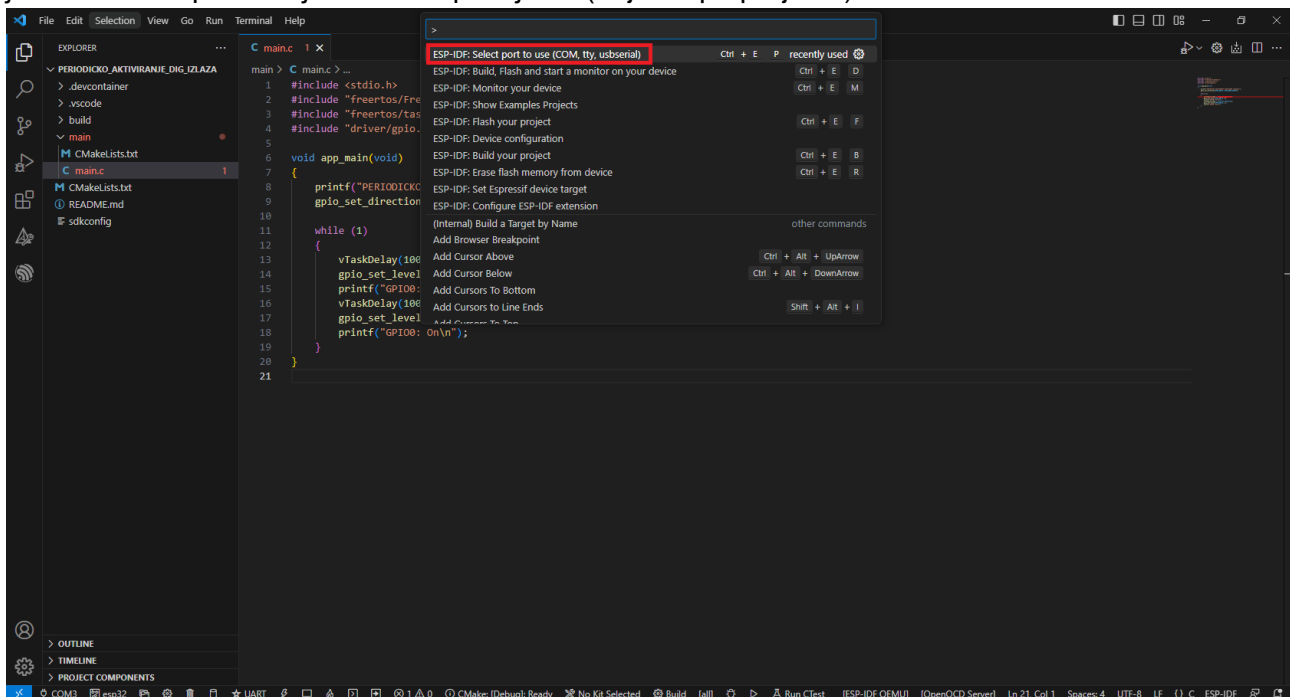 File Edit Selection View Go Run Terminal Help
>
EXPLORER
PERIODICKO_AKTIVIRANJE_DIG_IZLAZA
> .devcontainer
> .vscode
> build
main
CMakeLists.txt
C main.c 1
CMakeLists.txt
README.md
sdkconfig
> OUTLINE
> TIMELINE
> PROJECT COMPONENTS
C main.c 1 X
main > C main.c > ...
1 #include <stdio.h>
2 #include "freertos/Fre
3 #include "freertos/tas
4 #include "driver/gpio.
5
6 void app_main(void)
7 {
8 printf("PERIODICKO
9 gpio_set_direction
10
11 while (1)
12 {
13 vTaskDelay(100
14 gpio_set_level
15 printf("GPIO0:
16 vTaskDelay(100
17 gpio_set_level
18 printf("GPIO0: On\n");
19 }
20 }
21
ESP-IDF: Select port to use (COM, tty, usbserial) Ctrl + E P recently used
ESP-IDF: Build, Flash and start a monitor on your device Ctrl + E D
ESP-IDF: Monitor your device Ctrl + E M
ESP-IDF: Show Examples Projects
ESP-IDF: Flash your project Ctrl + E F
ESP-IDF: Device configuration
ESP-IDF: Build your project Ctrl + E B
ESP-IDF: Erase flash memory from device Ctrl + E R
ESP-IDF: Set Espressif device target
ESP-IDF: Configure ESP-IDF extension
(Internal) Build a Target by Name other commands
Add Browser Breakpoint
Add Cursor Above Ctrl + Alt + UpArrow
Add Cursor Below Ctrl + Alt + DownArrow
Add Cursors To Bottom
Add Cursors to Line Ends Shift + Alt + I
Add Cursors To Top
COM3 esp32 UART 1 0 CMake: [Debug]: Ready No Kit Selected Build [all] Run CTest [ESP-IDF QEMU] [OpenOCD Server] Ln 21, Col 1 Spaces: 4 UTF-8 LF {} C ESP-IDF